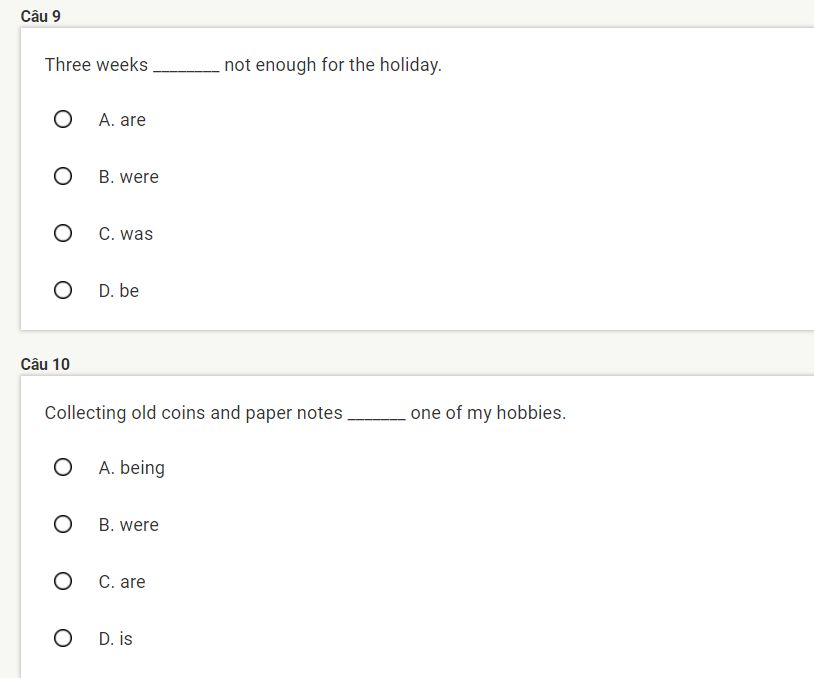 Câu 9
Three weeks ________ not enough for the holiday.
A. are
B. were
C. was
D. be
Câu 10
Collecting old coins and paper notes _______ one of my hobbies.
A. being
B. were
C. are
D. is